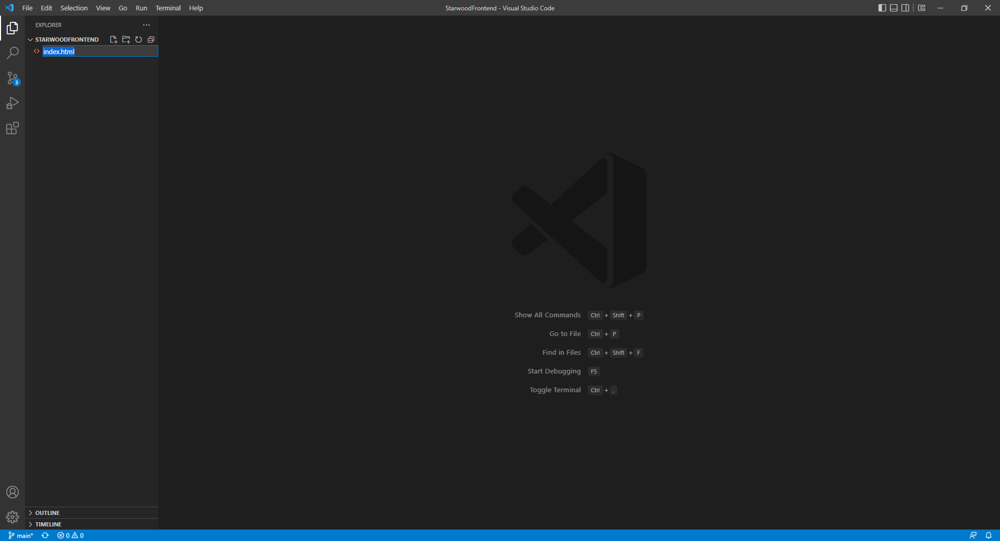 File Edit Selection View Go Run Terminal Help
StarwoodFrontend - Visual Studio Code
EXPLORER
STARWOODFRONTEND
index.html
3
Show All Commands Ctrl + Shift + P
Go to File Ctrl + P
Find in Files Ctrl + Shift + F
Start Debugging F5
Toggle Terminal Ctrl + .
OUTLINE
TIMELINE
main* 0 0